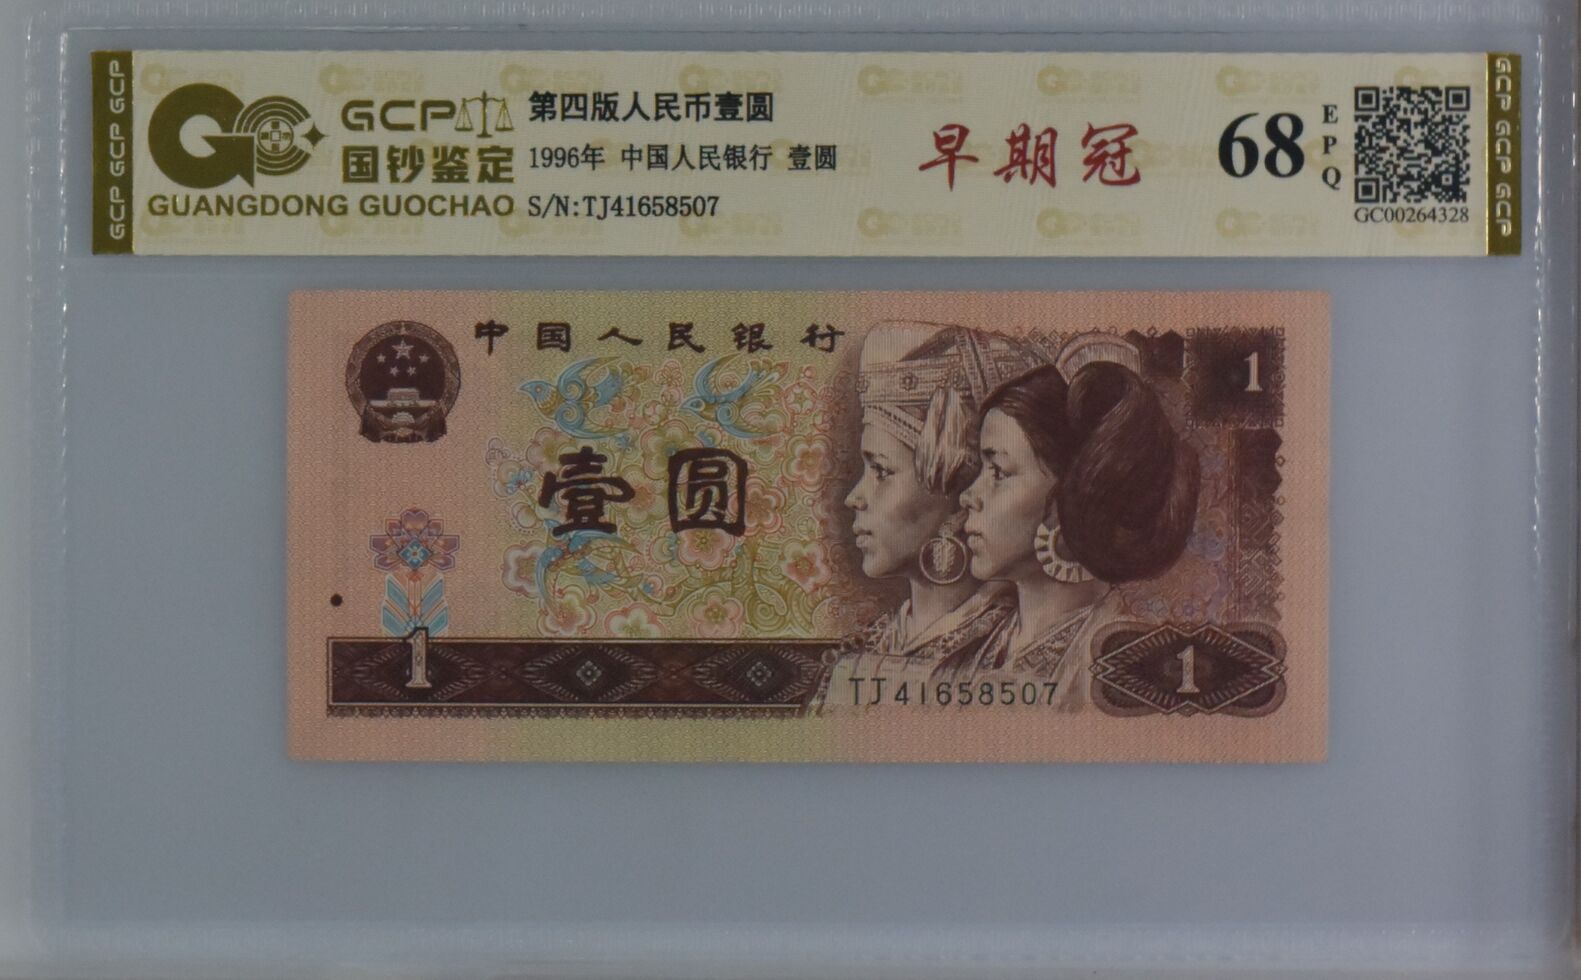 GCP GCP GCP
GCP
国钞鉴定
GUANGDONG GUOCHAO
第四版人民币壹圆
1996年 中国人民银行 壹圆
S/N:TJ41658507
早期冠
68
EPQ
GC00264328
GCP GCP GCP
中国人民银行
1
壹圆
1
TJ41658507
1